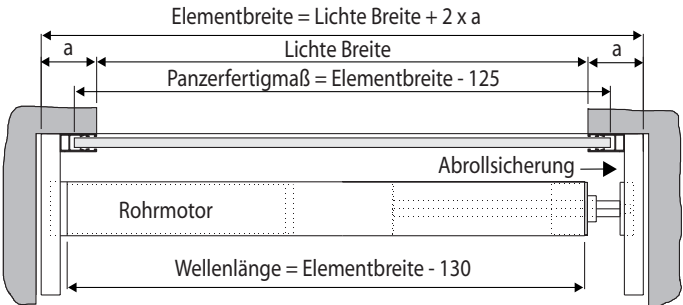 Elementbreite = Lichte Breite + 2 x a
a
Lichte Breite
a
Panzerfertigmaß = Elementbreite - 125
Abrollsicherung
Rohrmotor
Wellenlänge = Elementbreite - 130